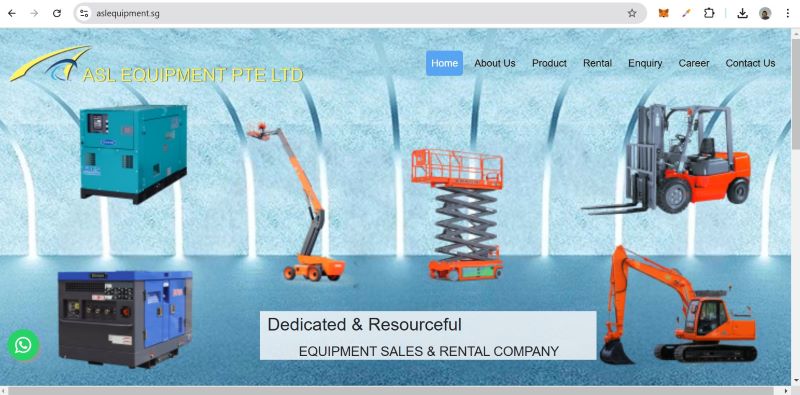 aslequipment.sg
ASL EQUIPMENT PTE LTD
Home
About Us
Product
Rental
Enquiry
Career
Contact Us
Dedicated & Resourceful
EQUIPMENT SALES & RENTAL COMPANY